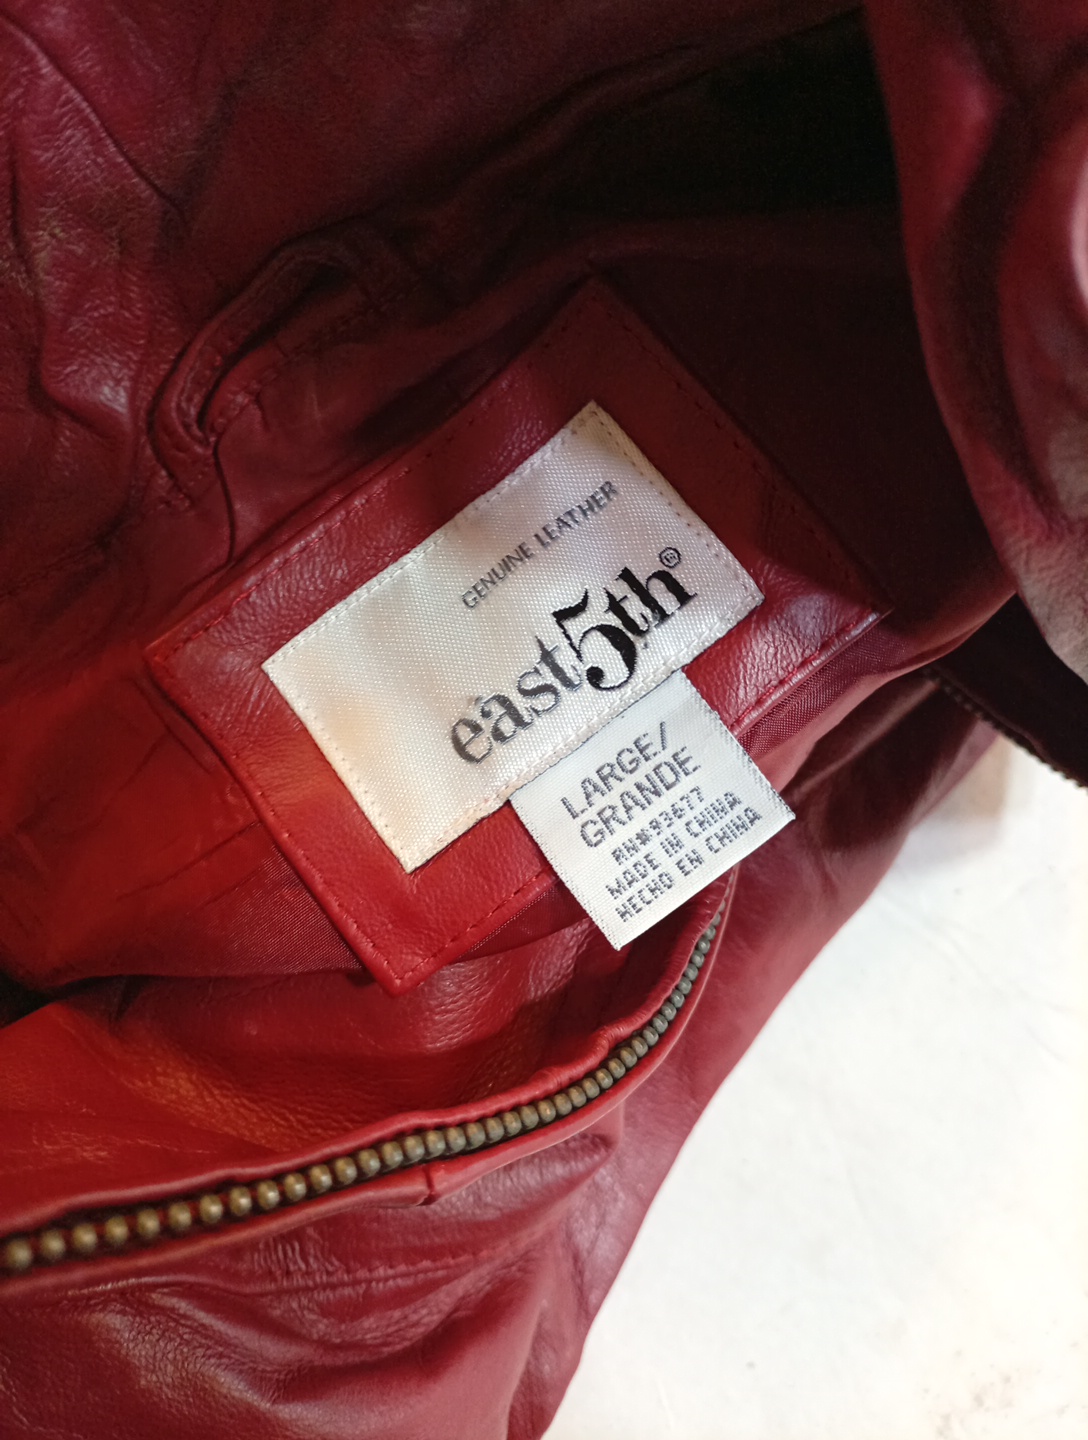 GENUINE LEATHER
east5th®
LARGE/
GRANDE
RN#93677
MADE IN CHINA
HECHO EN CHINA